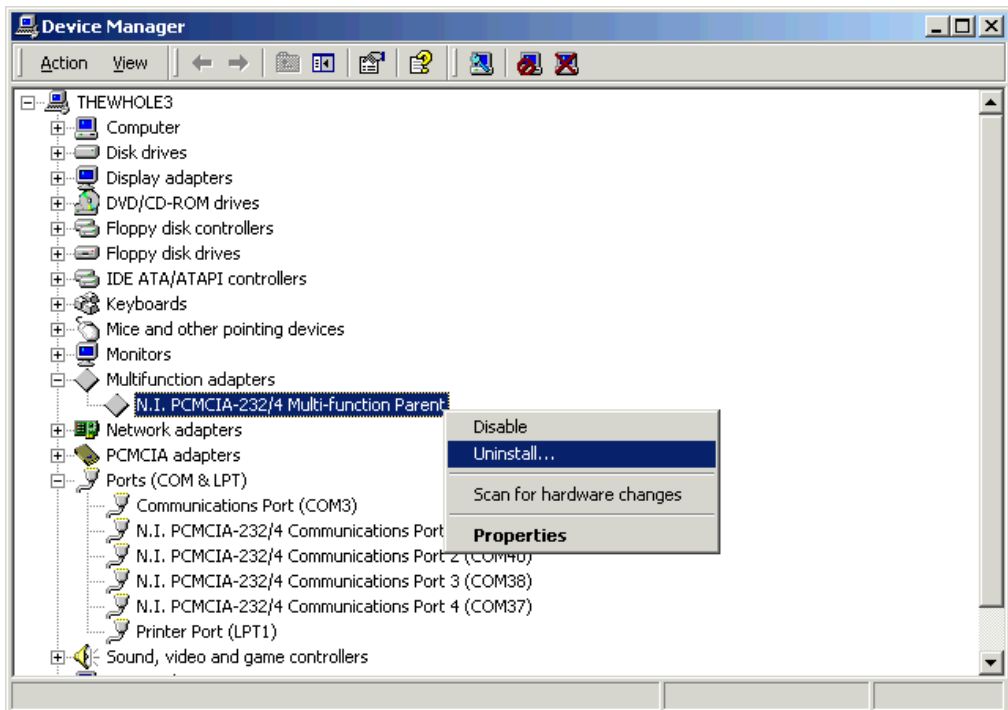 Device Manager
Action View
THEWHOLE3
Computer
Disk drives
Display adapters
DVD/CD-ROM drives
Floppy disk controllers
Floppy disk drives
IDE ATA/ATAPI controllers
Keyboards
Mice and other pointing devices
Monitors
Multifunction adapters
N.I. PCMCIA-232/4 Multi-function Parent
Disable
Uninstall...
Scan for hardware changes
Properties
Network adapters
PCMCIA adapters
Ports (COM & LPT)
Communications Port (COM3)
N.I. PCMCIA-232/4 Communications Port
N.I. PCMCIA-232/4 Communications Port 2 (COM40)
N.I. PCMCIA-232/4 Communications Port 3 (COM38)
N.I. PCMCIA-232/4 Communications Port 4 (COM37)
Printer Port (LPT1)
Sound, video and game controllers